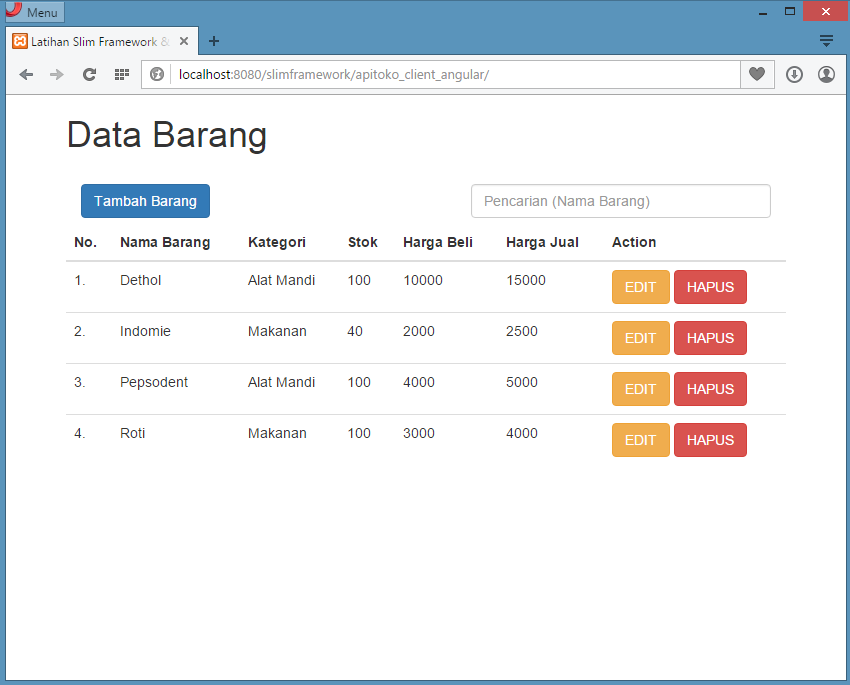 Menu
Latihan Slim Framework &
localhost:8080/slimframework/apitoko_client_angular/
Data Barang
Tambah Barang
Pencarian (Nama Barang)
No. Nama Barang Kategori Stok Harga Beli Harga Jual Action
1. Dethol Alat Mandi 100 10000 15000 EDIT HAPUS
2. Indomie Makanan 40 2000 2500 EDIT HAPUS
3. Pepsodent Alat Mandi 100 4000 5000 EDIT HAPUS
4. Roti Makanan 100 3000 4000 EDIT HAPUS